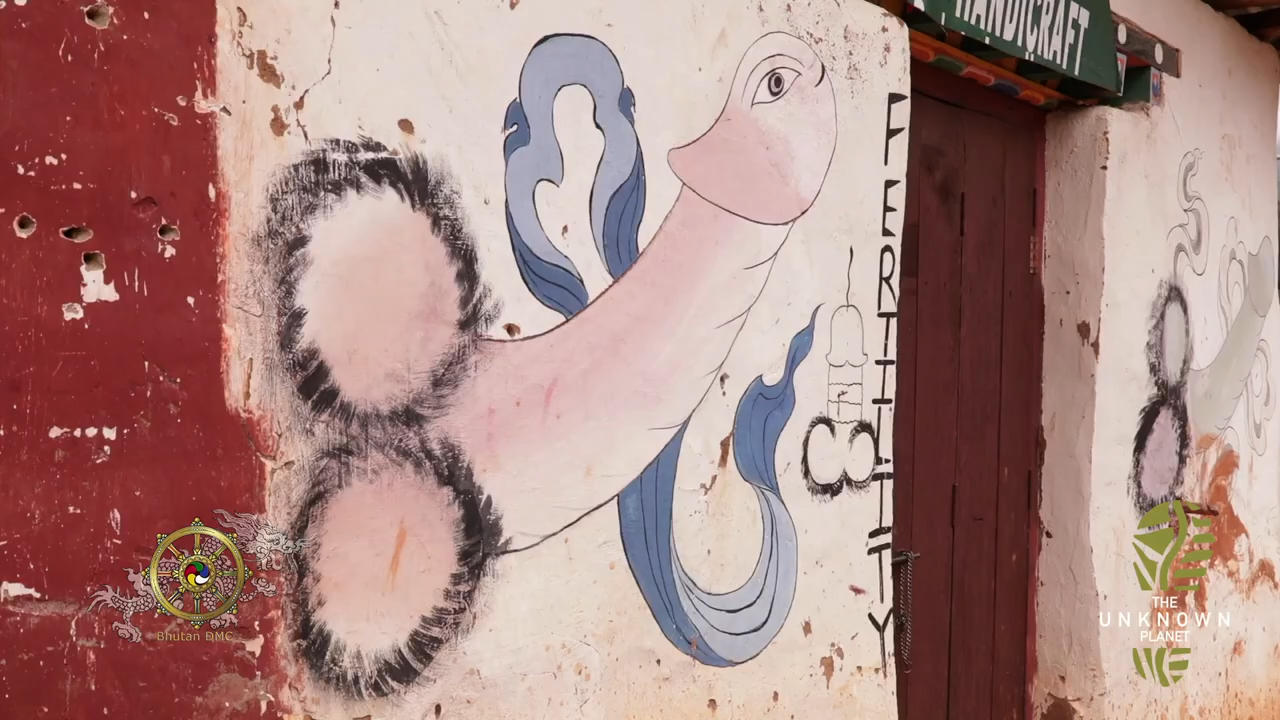 HANDICRAFT
FERTILITY
Bhutan DMC
THE
UNKNOWN
PLANET